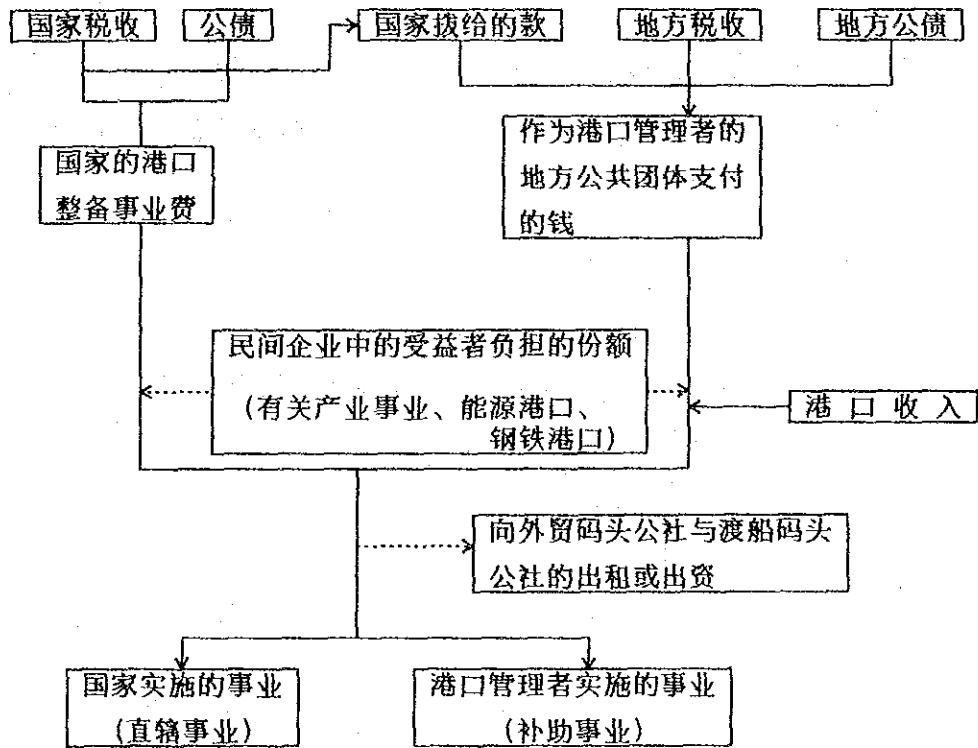 国家税收
公债
国家拨给的款
地方税收
地方公债
国家的港口
整备事业费
作为港口管理者的
地方公共团体支付
的钱
民间企业中的受益者负担的份额
(有关产业事业、能源港口、
钢铁港口)
港口收入
向外贸码头公社与渡船码头
公社的出租或出资
国家实施的事业
(直辖事业)
港口管理者实施的事业
(补助事业)